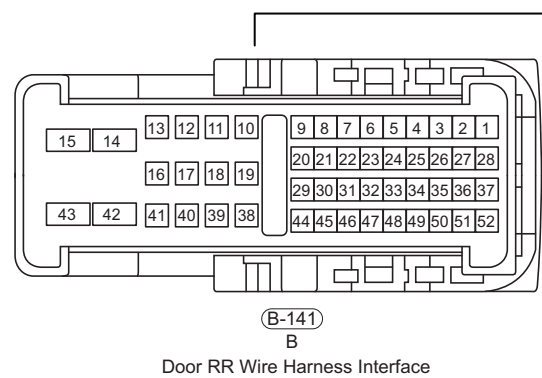 13 12 11 10 9 8 7 6 5 4 3 2 1
15 14
20 21 22 23 24 25 26 27 28
16 17 18 19
29 30 31 32 33 34 35 36 37
43 42 41 40 39 38 44 45 46 47 48 49 50 51 52
B-141
B
Door RR Wire Harness Interface